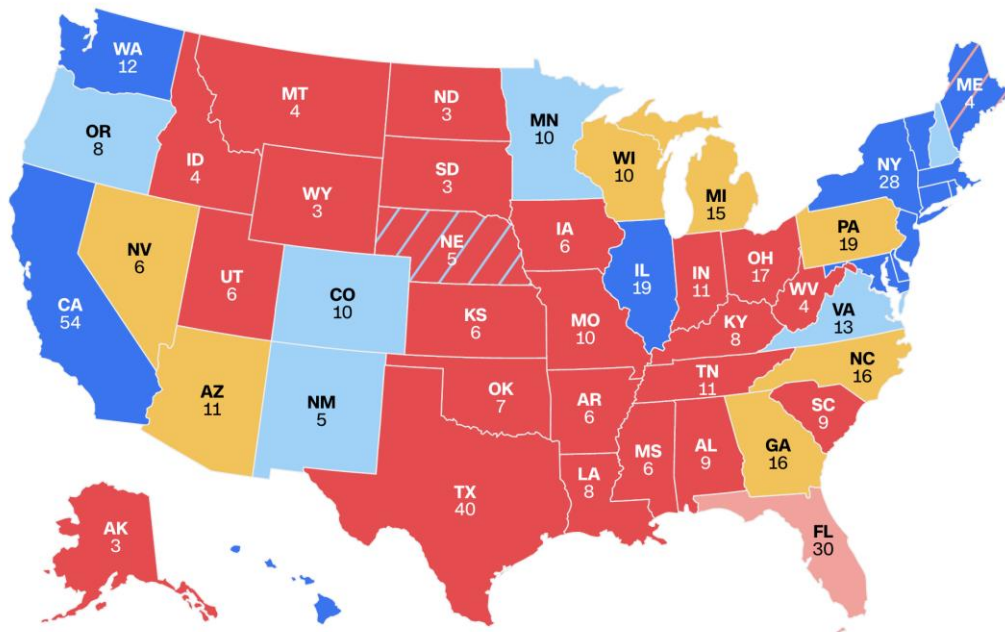 WA
12
MT
4
ND
3
MN
10
ME
4
OR
8
ID
4
WY
3
SD
3
WI
10
MI
15
NY
28
NV
6
UT
6
CO
10
NE
5
IA
6
IL
19
IN
11
OH
17
PA
19
WV
4
VA
13
CA
54
KS
6
MO
10
KY
8
NC
16
AZ
11
NM
5
OK
7
AR
6
TN
11
SC
9
TX
40
LA
8
MS
6
AL
9
GA
16
FL
30
AK
3